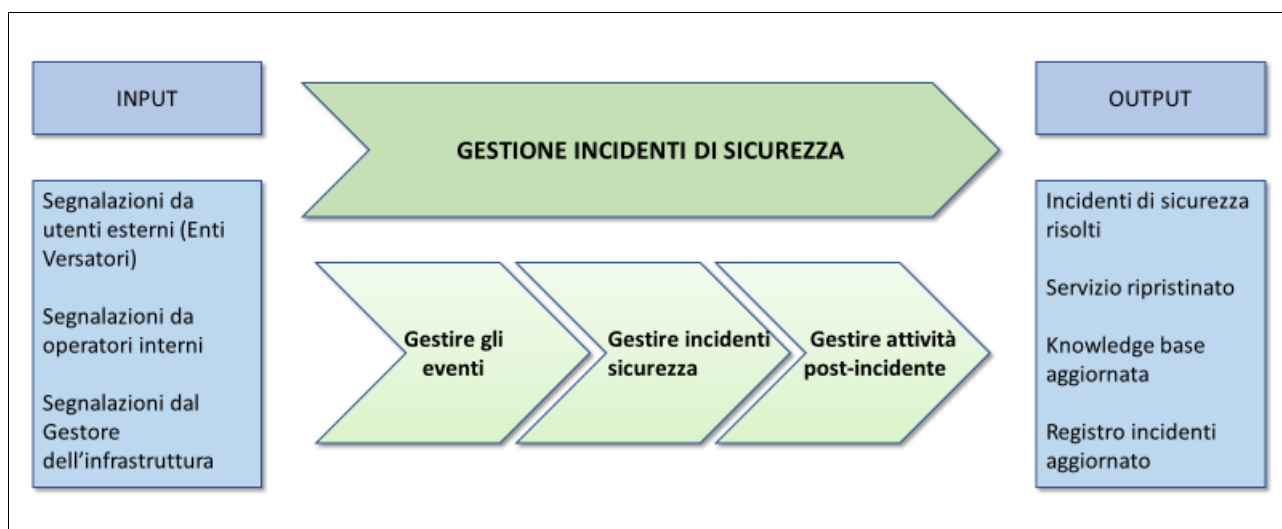 INPUT
Segnalazioni da
utenti esterni (Enti
Versatori)
Segnalazioni da
operatori interni
Segnalazioni dal
Gestore
dell'infrastruttura
GESTIONE INCIDENTI DI SICUREZZA
Gestire gli
eventi
Gestire incidenti
sicurezza
Gestire attività
post-incidente
OUTPUT
Incidenti di sicurezza
risolti
Servizio ripristinato
Knowledge base
aggiornata
Registro incidenti
aggiornato